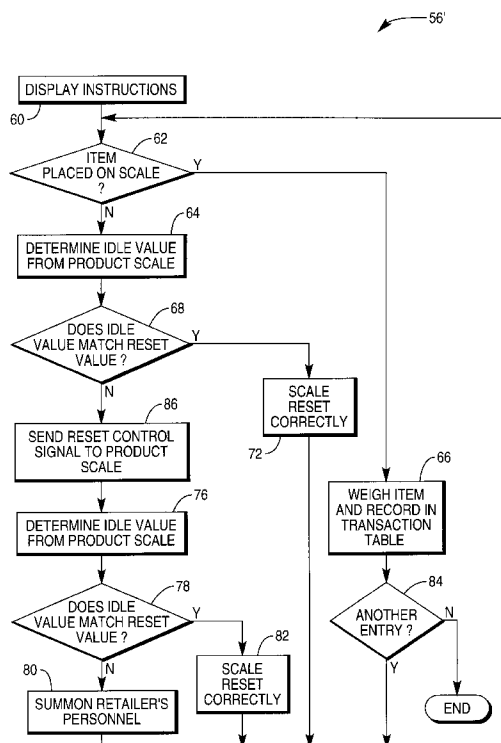 56'
DISPLAY INSTRUCTIONS
60
62
ITEM
PLACED ON SCALE
?
Y
N
64
DETERMINE IDLE VALUE
FROM PRODUCT SCALE
68
DOES IDLE
VALUE MATCH RESET
VALUE ?
Y
N
SCALE
RESET
CORRECTLY
72
86
SEND RESET CONTROL
SIGNAL TO PRODUCT
SCALE
66
WEIGH ITEM
AND RECORD IN
TRANSACTION
TABLE
76
DETERMINE IDLE VALUE
FROM PRODUCT SCALE
78
DOES IDLE
VALUE MATCH RESET
VALUE ?
Y
N
84
ANOTHER
ENTRY ?
N
Y
82
SCALE
RESET
CORRECTLY
80
SUMMON RETAILER'S
PERSONNEL
END